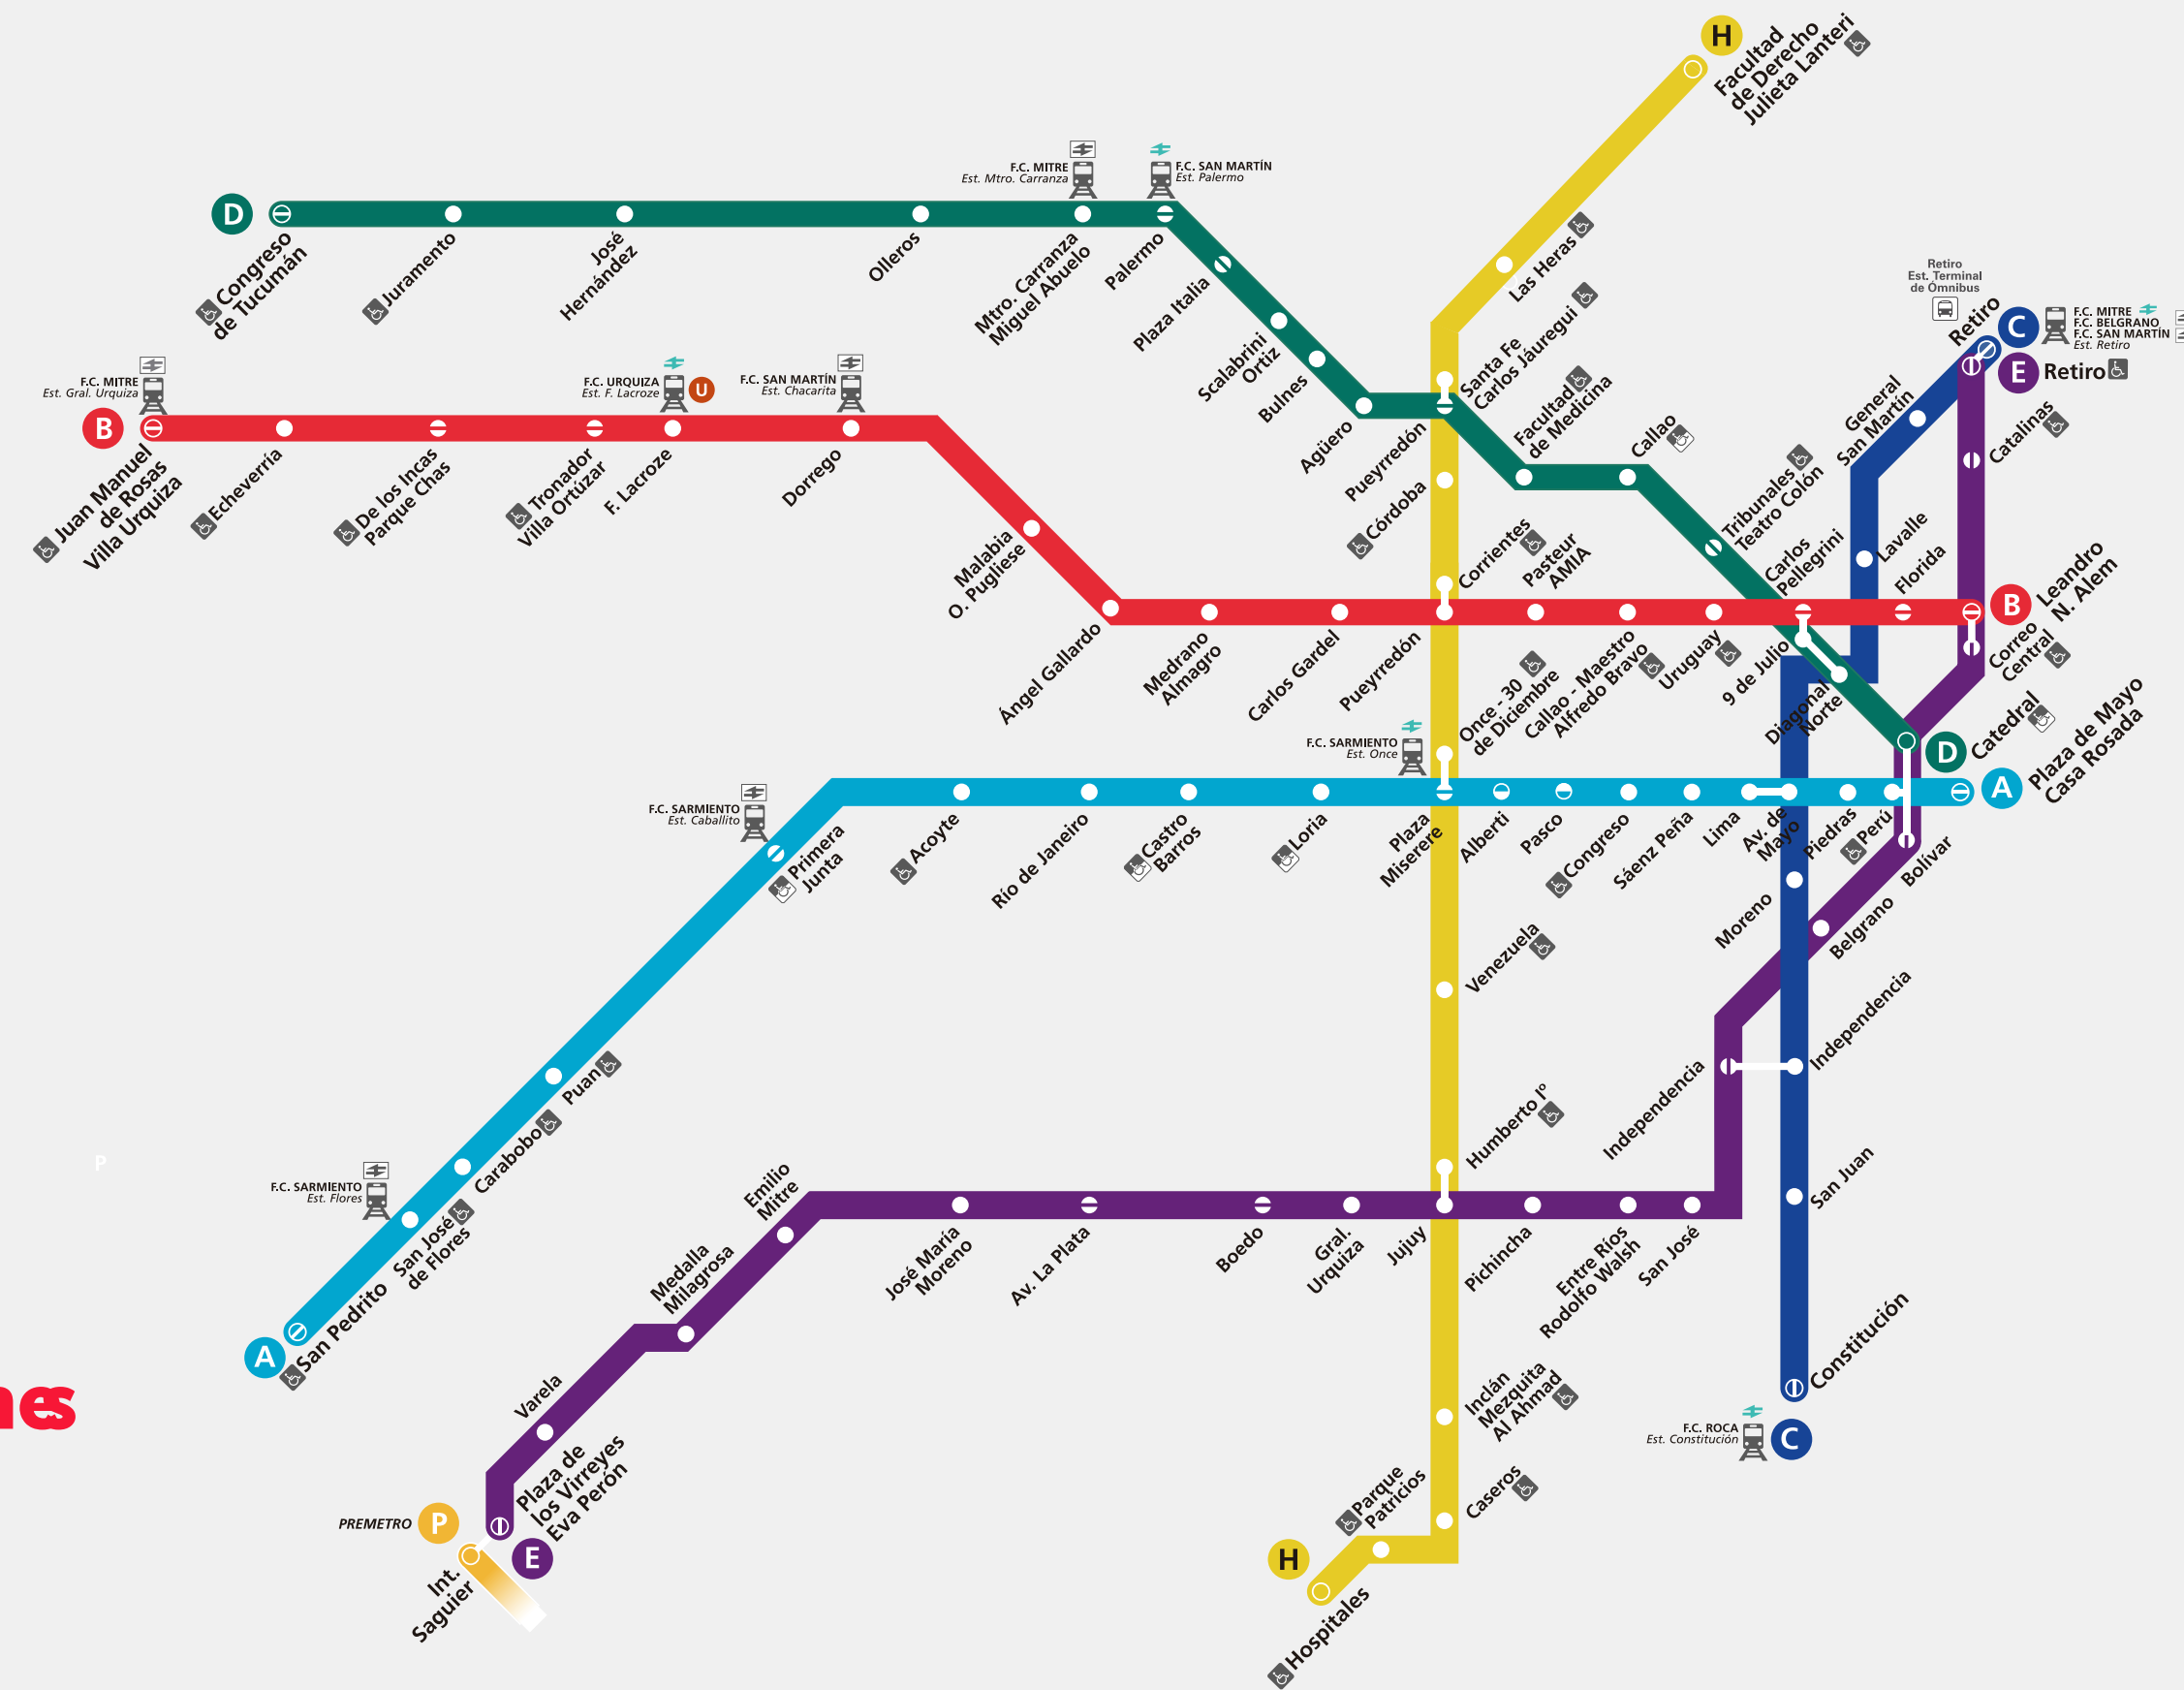 H
Facultad
de Derecho
Julieta Lanteri
F.C. MITRE
Est. Mtro. Carranza
F.C. SAN MARTÍN
Est. Palermo
D
Congreso
de Tucumán
Juramento
José
Hernández
Olleros
Mtro. Carranza
Miguel Abuelo
Palermo
Plaza Italia
Scalabrini
Ortiz
Bulnes
Agüero
Pueyrredón
Las Heras
Santa Fe
Carlos Jáuregui
Facultad
de Medicina
Callao
Tribunales
Teatro Colón
Retiro
Est. Terminal
de Ómnibus
Retiro
C
F.C. MITRE
F.C. BELGRANO
F.C. SAN MARTÍN
Est. Retiro
E
Retiro
General
San Martín
Catalinas
F.C. MITRE
Est. Gral. Urquiza
F.C. URQUIZA
Est. F. Lacroze
U
F.C. SAN MARTÍN
Est. Chacarita
B
Juan Manuel
de Rosas
Villa Urquiza
Echeverría
De los Incas
Parque Chas
Tronador
Villa Ortúzar
F. Lacroze
Dorrego
Malabia
O. Pugliese
Ángel Gallardo
Medrano
Almagro
Carlos Gardel
Pueyrredón
Córdoba
Corrientes
Pasteur
AMIA
Callao - Maestro
Alfredo Bravo
Uruguay
Carlos
Pellegrini
Lavalle
Florida
B
Leandro
N. Alem
Correo
Central
9 de Julio
Diagonal
Norte
D
Catedral
Once - 30
de Diciembre
F.C. SARMIENTO
Est. Once
A
Plaza de Mayo
Casa Rosada
F.C. SARMIENTO
Est. Caballito
Primera
Junta
Acoyte
Río de Janeiro
Castro
Barros
Loria
Plaza
Miserere
Alberti
Pasco
Congreso
Sáenz Peña
Lima
Av. de
Mayo
Piedras
Perú
Bolívar
Moreno
Belgrano
Venezuela
Independencia
Independencia
Puan
Carabobo
F.C. SARMIENTO
Est. Flores
San José
de Flores
A
San Pedrito
P
Humberto Iº
San Juan
Emilio
Mitre
Medalla
Milagrosa
José María
Moreno
Av. La Plata
Boedo
Gral.
Urquiza
Jujuy
Pichincha
Entre Ríos
Rodolfo Walsh
San José
Constitución
F.C. ROCA
Est. Constitución
C
Varela
Plaza de
los Virreyes
Eva Perón
PREMETRO
P
E
Int.
Saguier
Inclán
Mezquita
Al Ahmad
Caseros
Parque
Patricios
H
Hospitales